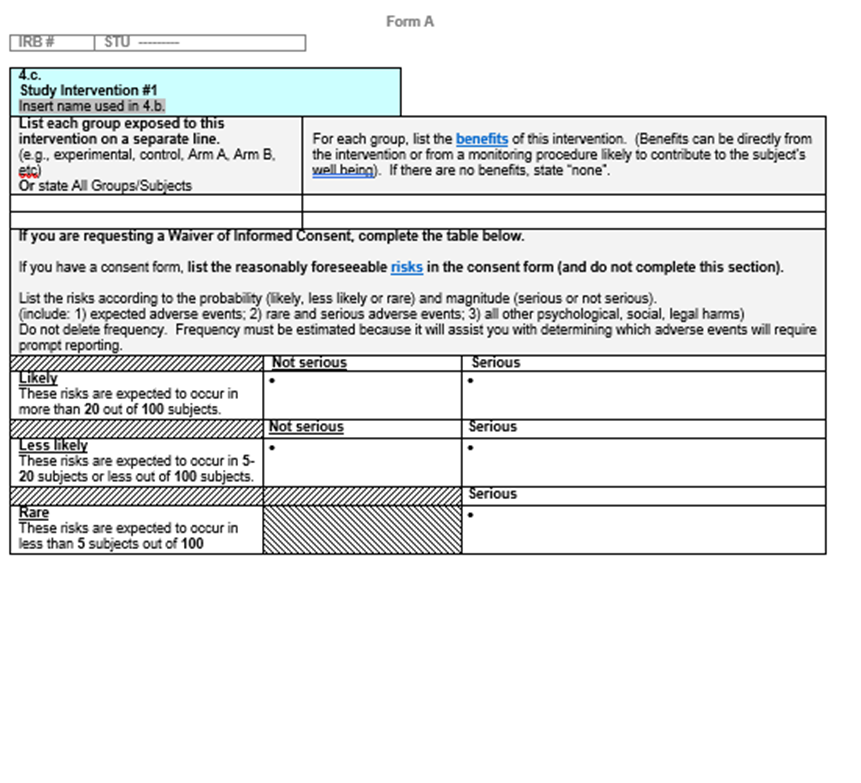 Form A
IRB # STU ---------
4.c.
Study Intervention #1
Insert name used in 4.b.
List each group exposed to this
intervention on a separate line.
(e.g., experimental, control, Arm A, Arm B,
etc)
Or state All Groups/Subjects
For each group, list the benefits of this intervention. (Benefits can be directly from
the intervention or from a monitoring procedure likely to contribute to the subject's
well being). If there are no benefits, state "none".
If you are requesting a Waiver of Informed Consent, complete the table below.
If you have a consent form, list the reasonably foreseeable risks in the consent form (and do not complete this section).
List the risks according to the probability (likely, less likely or rare) and magnitude (serious or not serious).
(include: 1) expected adverse events; 2) rare and serious adverse events; 3) all other psychological, social, legal harms)
Do not delete frequency. Frequency must be estimated because it will assist you with determining which adverse events will require
prompt reporting.
Not serious Serious
Likely
These risks are expected to occur in
more than 20 out of 100 subjects.
• •
Not serious Serious
Less likely
These risks are expected to occur in 5-
20 subjects or less out of 100 subjects.
• •
Serious
Rare
These risks are expected to occur in
less than 5 subjects out of 100
•